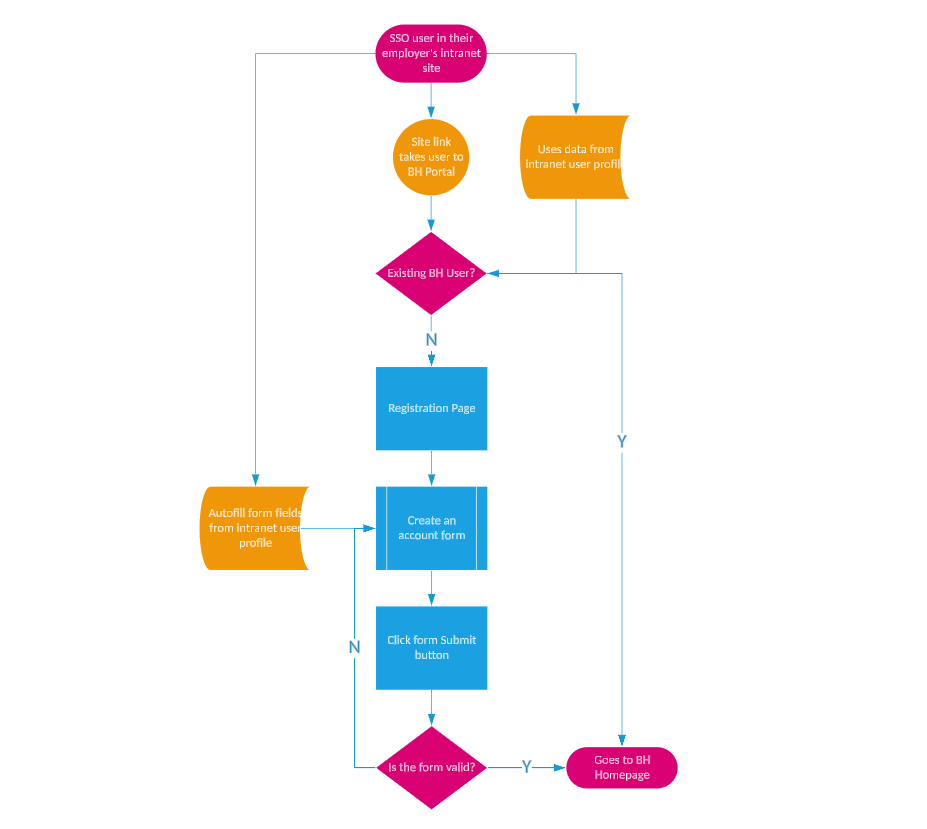 SSO user in their
employer's intranet
site
Site link
takes user to
BH Portal
Uses data from
intranet user profile
Existing BH User?
N
Registration Page
Y
Autofill form fields
from intranet user
profile
Create an
account form
Click form Submit
button
N
Is the form valid?
Y
Goes to BH
Homepage